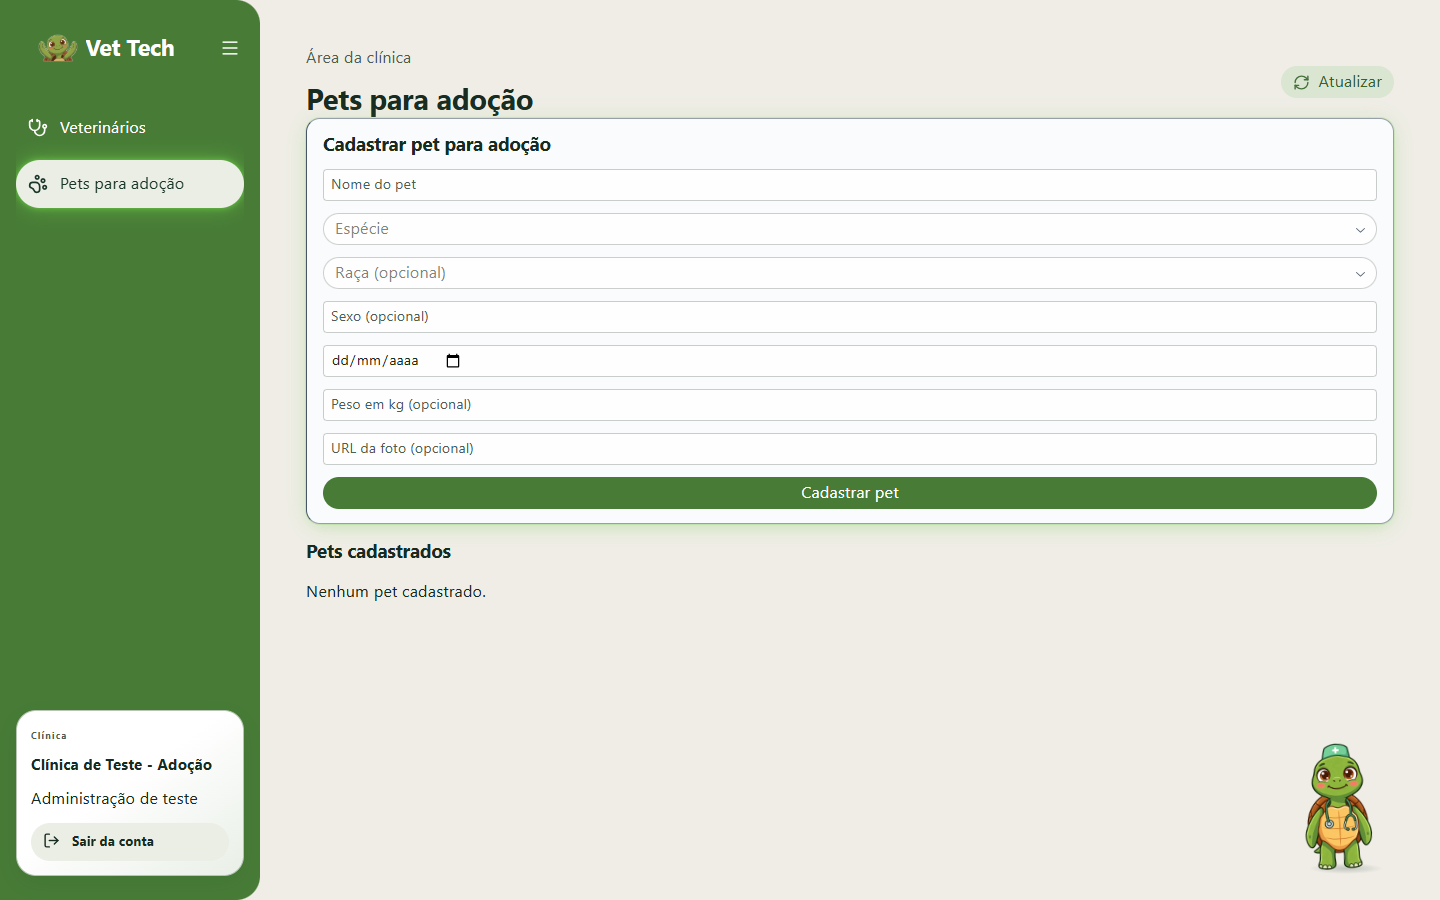 Vet Tech
Veterinários
Pets para adoção
Clínica
Clínica de Teste - Adoção
Administração de teste
Sair da conta
Área da clínica
Pets para adoção
Atualizar
Cadastrar pet para adoção
Nome do pet
Espécie
Raça (opcional)
Sexo (opcional)
dd/mm/aaaa
Peso em kg (opcional)
URL da foto (opcional)
Cadastrar pet
Pets cadastrados
Nenhum pet cadastrado.